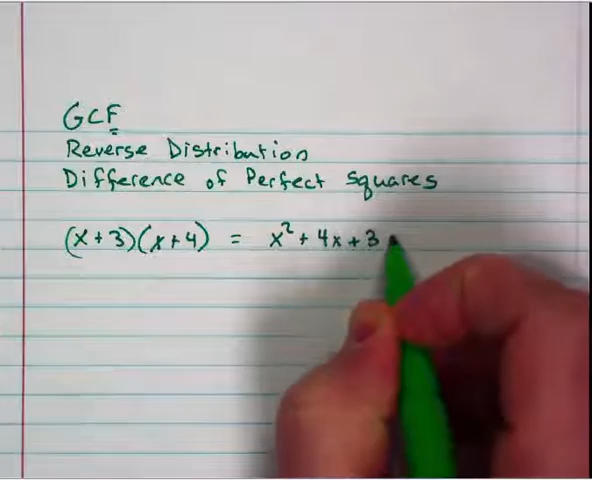 GCF
Reverse Distribution
Difference of Perfect Squares
(x+3)(x+4) = x² + 4x + 3